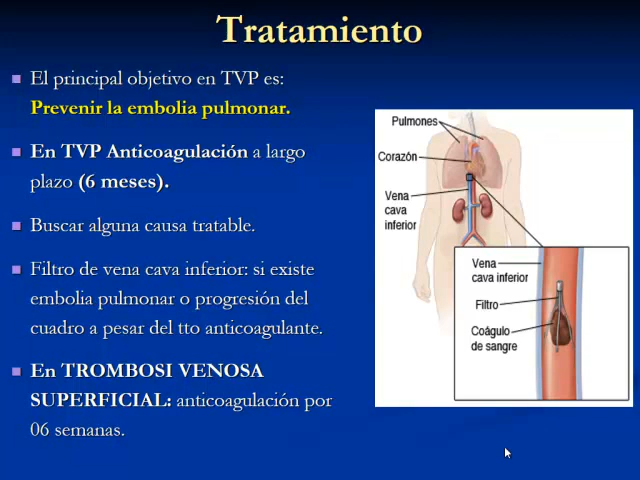 Tratamiento
El principal objetivo en TVP es:
Prevenir la embolia pulmonar.
En TVP Anticoagulación a largo
plazo (6 meses).
Buscar alguna causa tratable.
Filtro de vena cava inferior: si existe
embolia pulmonar o progresión del
cuadro a pesar del tto anticoagulante.
En TROMBOSI VENOSA
SUPERFICIAL: anticoagulación por
06 semanas.
Pulmones
Corazón
Vena
cava
inferior
Vena
cava inferior
Filtro
Coágulo
de sangre